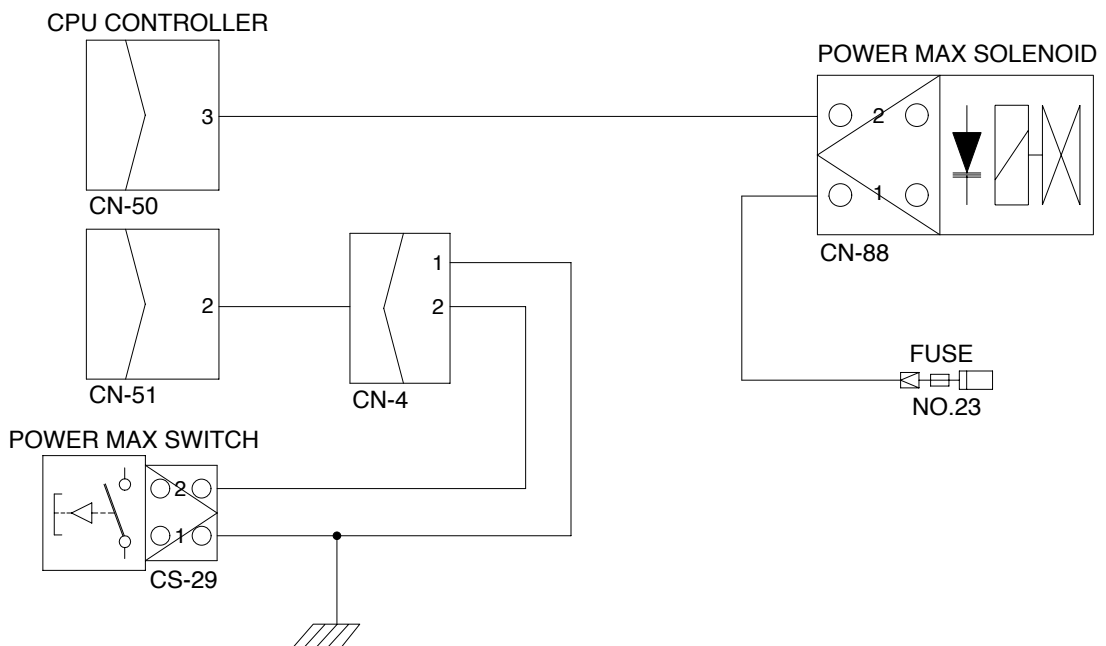 CPU CONTROLLER
3
CN-50
POWER MAX SOLENOID
2
1
CN-88
2
CN-51
1
2
CN-4
FUSE
NO.23
POWER MAX SWITCH
2
1
CS-29